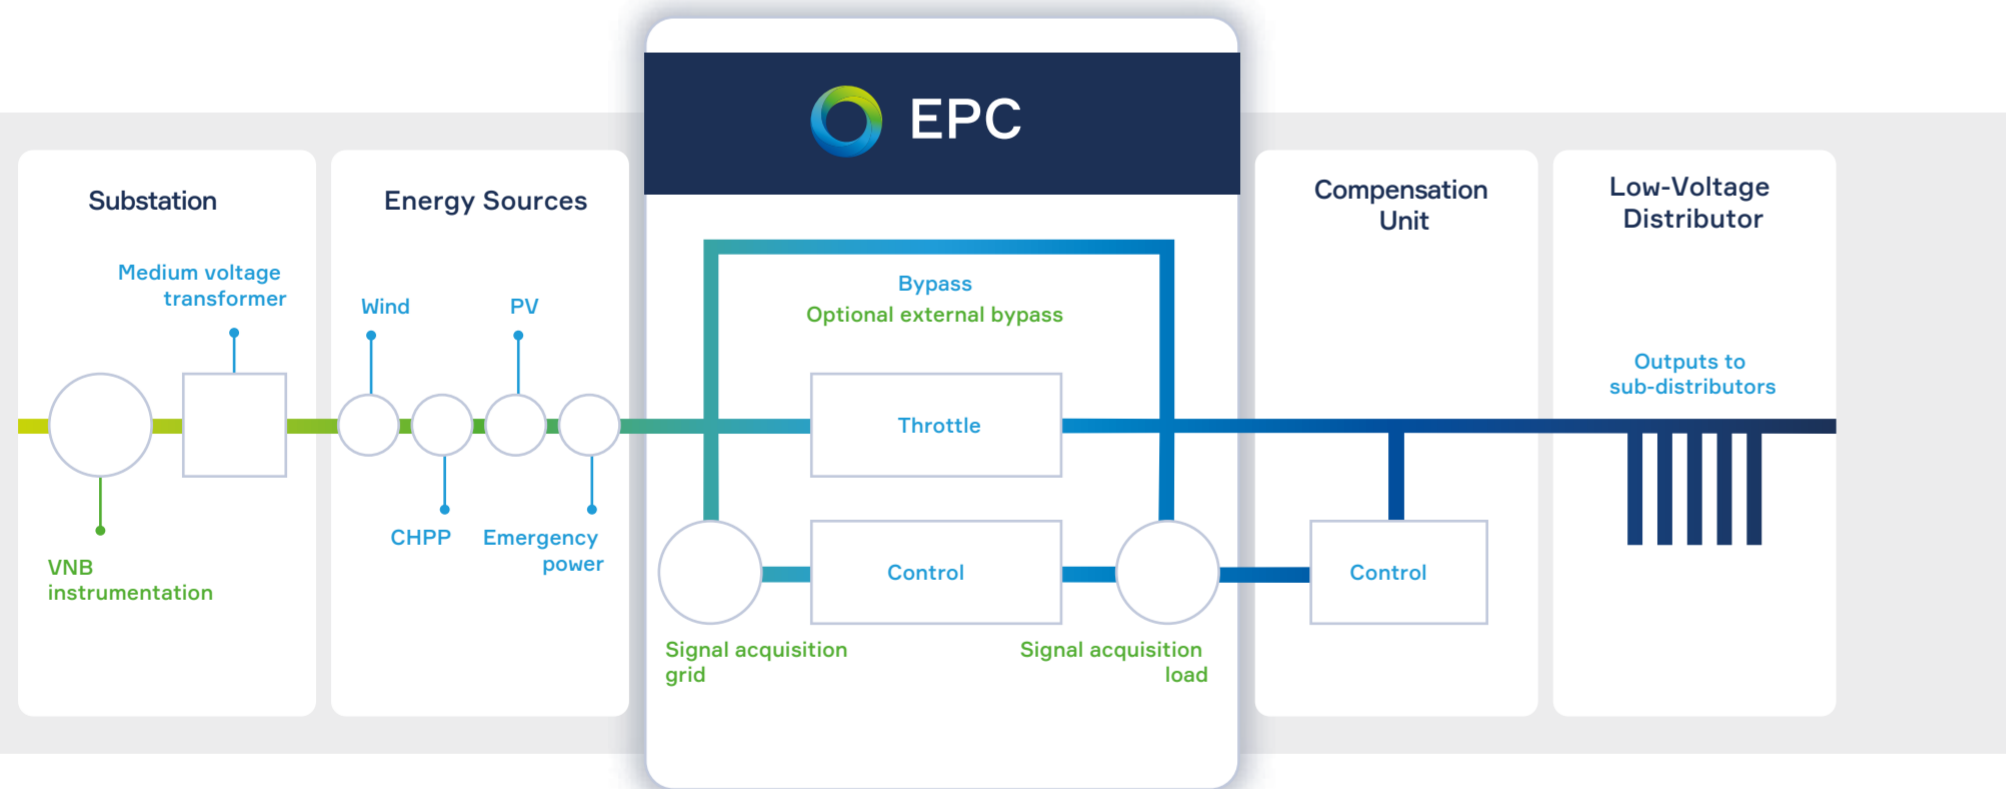 EPC
Substation
Medium voltage
transformer
VNB
instrumentation
Energy Sources
Wind
PV
CHPP
Emergency
power
Bypass
Optional external bypass
Throttle
Control
Signal acquisition
grid
Signal acquisition
load
Compensation
Unit
Control
Low-Voltage
Distributor
Outputs to
sub-distributors